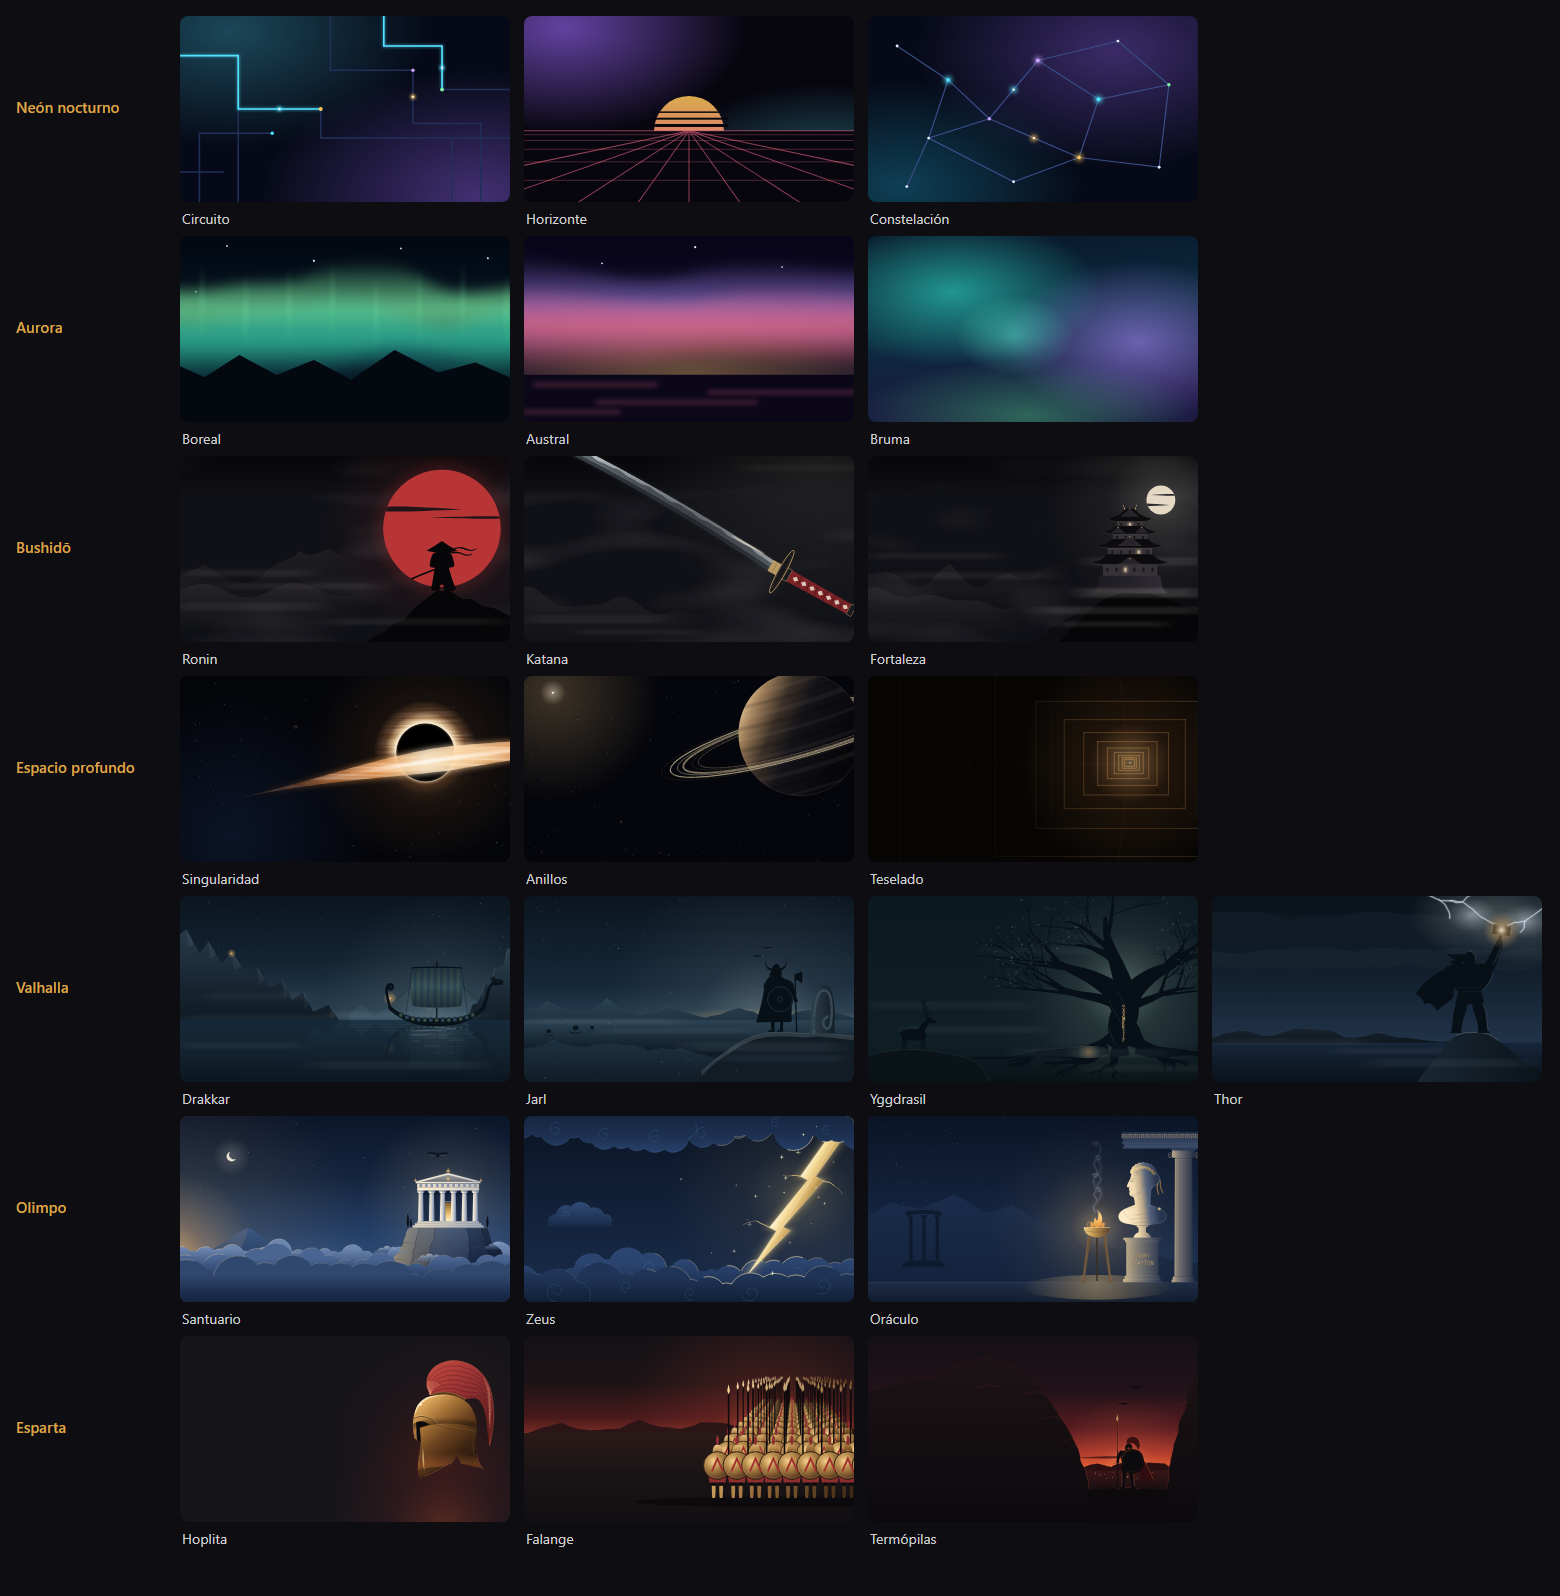 Neón nocturno
Circuito
Horizonte
Constelación
Aurora
Boreal
Austral
Bruma
Bushidō
Ronin
Katana
Fortaleza
Espacio profundo
Singularidad
Anillos
Teselado
Valhalla
Drakkar
Jarl
Yggdrasil
Thor
Olimpo
Santuario
Zeus
Oráculo
Esparta
Hoplita
Falange
Termópilas